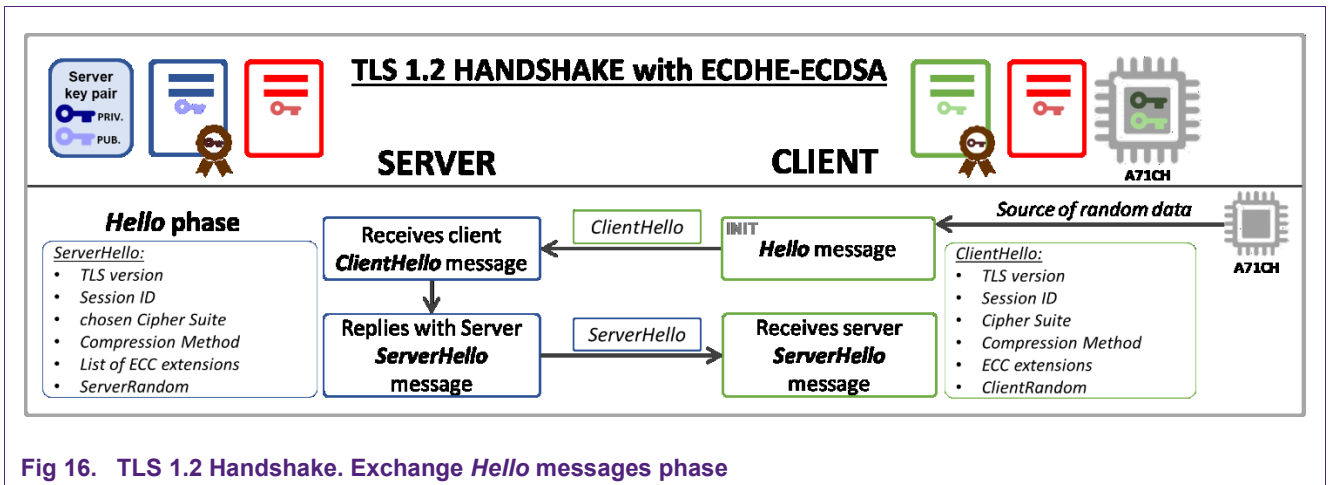 TLS 1.2 HANDSHAKE with ECDHE-ECDSA
Server
key pair
PRIV.
PUB.
SERVER
CLIENT
A71CH
Hello phase
ServerHello:
• TLS version
• Session ID
• chosen Cipher Suite
• Compression Method
• List of ECC extensions
• ServerRandom
Receives client
ClientHello message
ClientHello
INIT
Hello message
Source of random data
A71CH
Replies with Server
ServerHello
message
ServerHello
Receives server
ServerHello
message
ClientHello:
• TLS version
• Session ID
• Cipher Suite
• Compression Method
• ECC extensions
• ClientRandom
Fig 16. TLS 1.2 Handshake. Exchange Hello messages phase